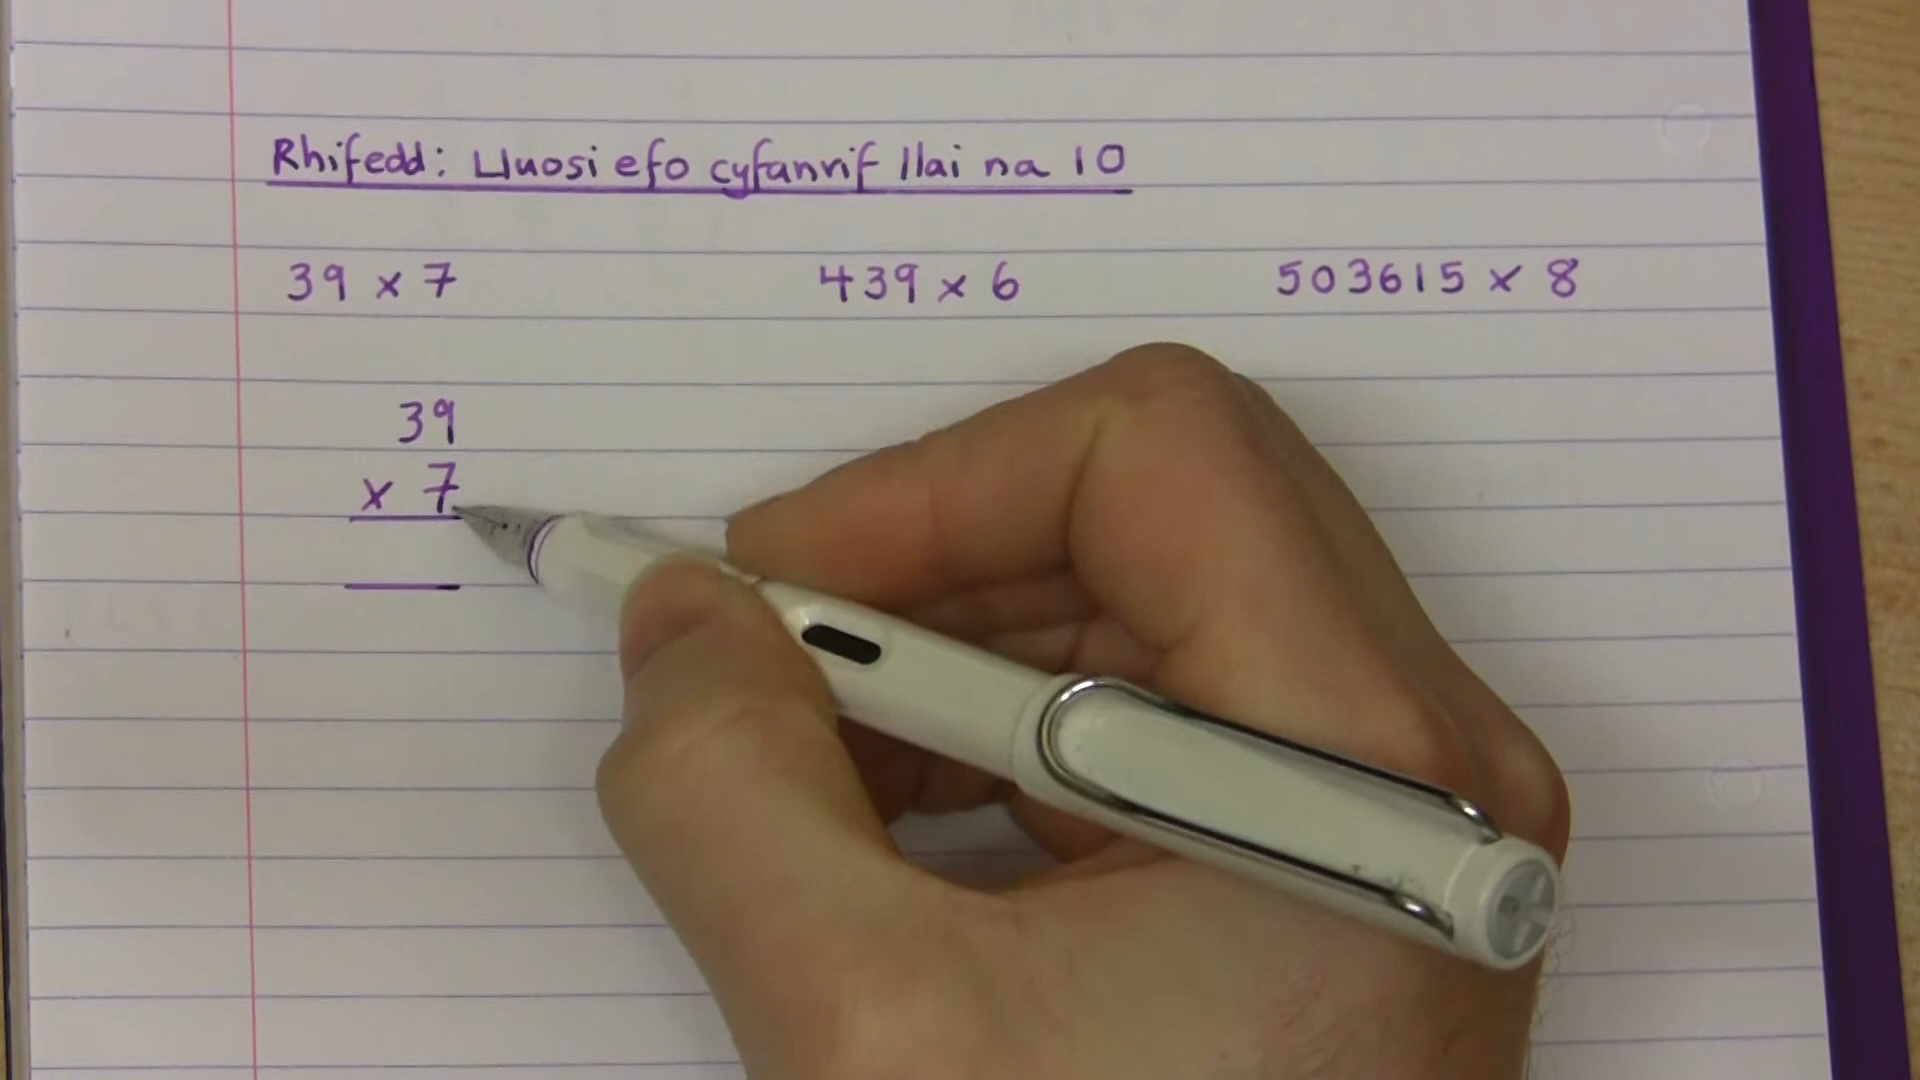 Rhifedd: Lluosi efo cyfanrif llai na 10
39 x 7 439 x 6 503615 x 8
39
x 7